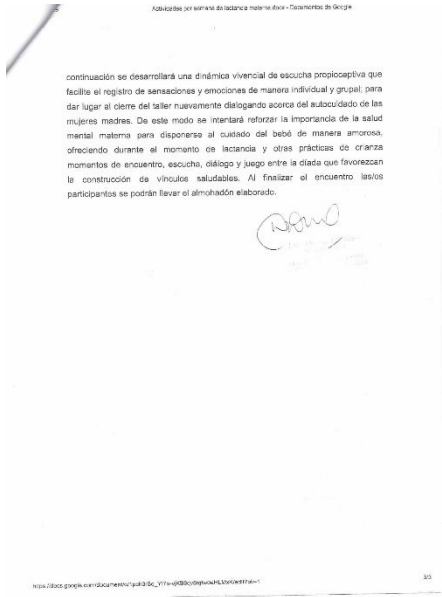 Actividades por semana de lactancia materna.docx - Documentos de Google
continuación se desarrollará una dinámica vivencial de escucha propioceptiva que
facilite el registro de sensaciones y emociones de manera individual y grupal; para
dar lugar al cierre del taller nuevamente dialogando acerca del autocuidado de las
mujeres madres. De este modo se intentará reforzar la importancia de la salud
mental materna para disponerse al cuidado del bebé de manera amorosa,
ofreciendo durante el momento de lactancia y otras prácticas de crianza
momentos de encuentro, escucha, diálogo y juego entre la díada que favorezcan
la construcción de vínculos saludables. Al finalizar el encuentro las/os
participantes se podrán llevar el almohadón elaborado.
3/3